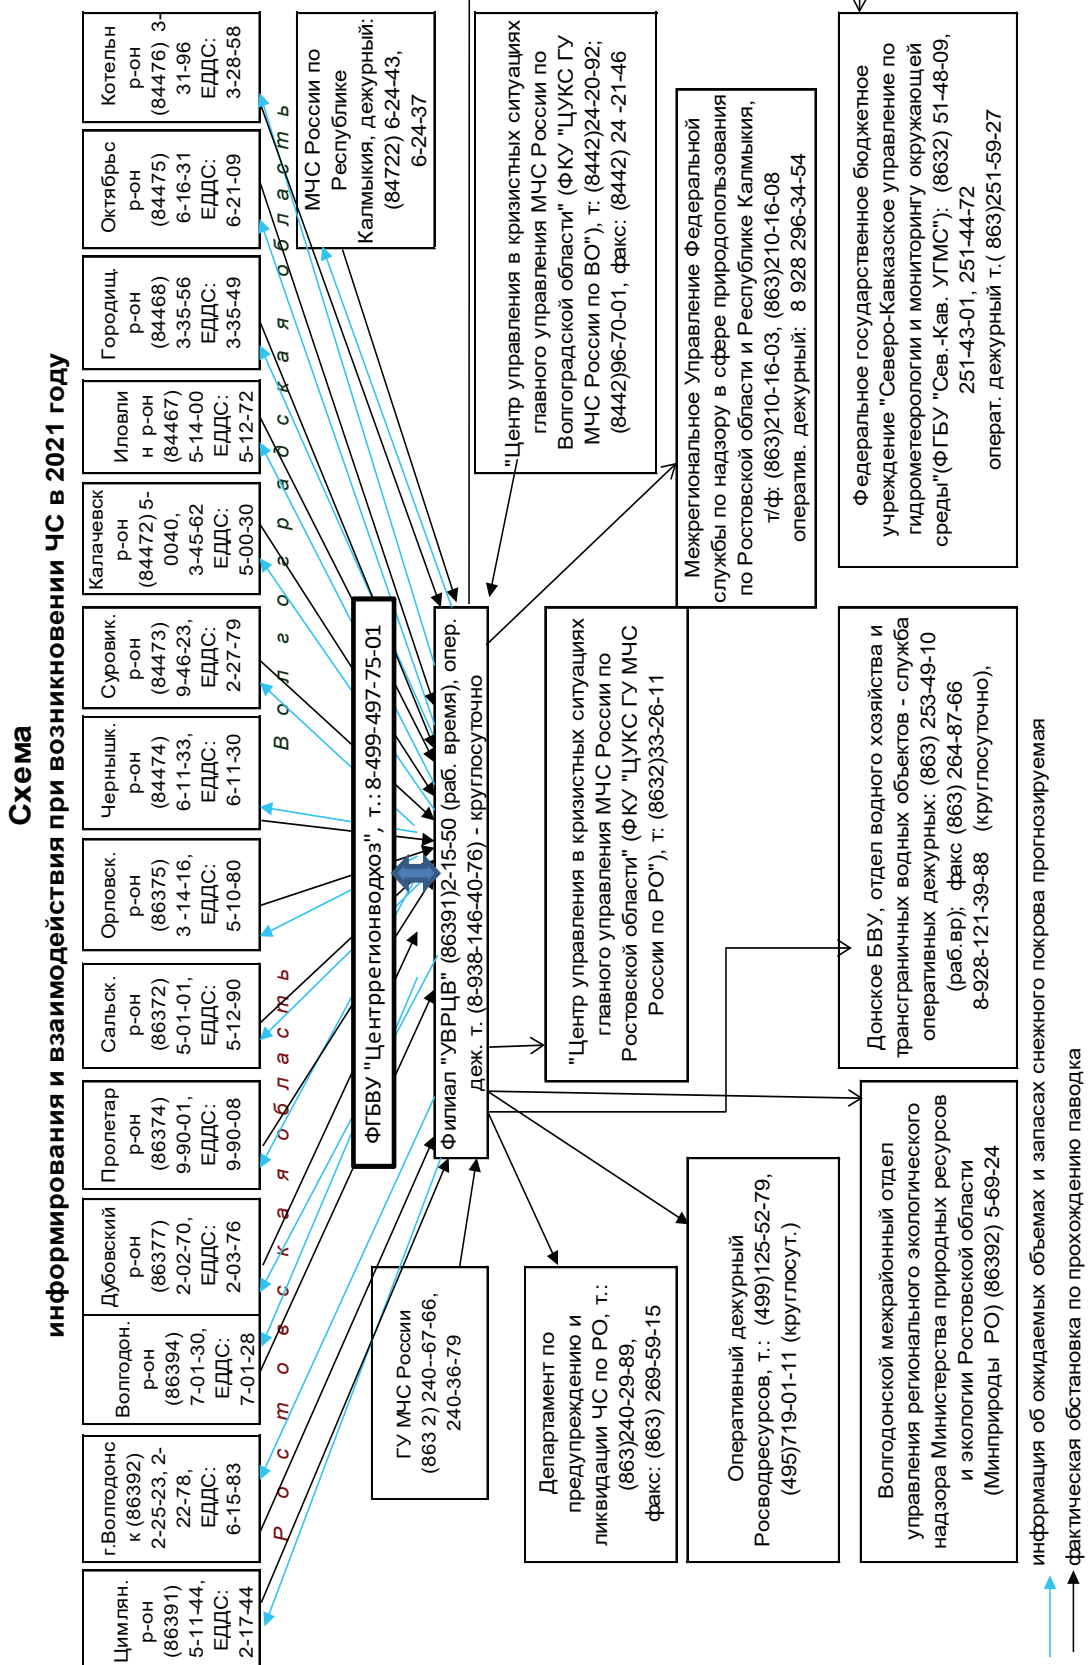 Схема
информирования и взаимодействия при возникновении ЧС в 2021 году
Цимлян.
р-он
(86391)
5-11-44,
ЕДДС:
2-17-44
г.Волгодонс
к (86392)
2-25-23, 2-
22-78,
ЕДДС:
6-15-83
Волгодон.
р-он
(86394)
7-01-30,
ЕДДС:
7-01-28
Дубовский
р-он
(86377)
2-02-70,
ЕДДС:
2-03-76
Пролетар
р-он
(86374)
9-90-01,
ЕДДС:
9-90-08
Сальск.
р-он
(86372)
5-01-01,
ЕДДС:
5-12-90
Орловск.
р-он
(86375)
3 -14-16,
ЕДДС:
5-10-80
Чернышк.
р-он
(84474)
6-11-33,
ЕДДС:
6-11-30
Суровик.
р-он
(84473)
9-46-23,
ЕДДС:
2-27-79
Калачевск
р-он
(84472) 5-
0040,
3-45-62
ЕДДС:
5-00-30
Иловли
н р-он
(84467)
5-14-00
ЕДДС:
5-12-72
Городищ.
р-он
(84468)
3-35-56
ЕДДС:
3-35-49
Октябрьс
р-он
(84475)
6-16-31
ЕДДС:
6-21-09
Котельн
р-он
(84476) 3-
31-96
ЕДДС:
3-28-58
Ростовская область
Волгоградская область
ФГБВУ "Центррегионводхоз", т.: 8-499-497-75-01
Филиал "УВРЦВ" (86391)2-15-50 (раб. время), опер.
деж. т. (8-938-146-40-76) - круглосуточно
МЧС России по
Республике
Калмыкия, дежурный:
(84722) 6-24-43,
6-24-37
ГУ МЧС России
(863 2) 240--67-66,
240-36-79
"Центр управления в кризистных ситуациях
главного управления МЧС России по
Волгоградской области" (ФКУ "ЦУКС ГУ
МЧС России по ВО"), т: (8442)24-20-92;
(8442)96-70-01, факс: (8442) 24 -21-46
Департамент по
предупреждению и
ликвидации ЧС по РО, т.:
(863)240-29-89,
факс: (863) 269-59-15
"Центр управления в кризистных ситуациях
главного управления МЧС России по
Ростовской области" (ФКУ "ЦУКС ГУ МЧС
России по РО"), т: (8632)33-26-11
Межрегиональное Управление Федеральной
службы по надзору в сфере природопользования
по Ростовской области и Республике Калмыкия,
т/ф: (863)210-16-03, (863)210-16-08
оператив. дежурный: 8 928 296-34-54
Оперативный дежурный
Росводресурсов, т.: (499)125-52-79,
(495)719-01-11 (круглосут.)
Волгодонской межрайонный отдел
управления регионального экологического
надзора Министерства природных ресурсов
и экологии Ростовской области
(Минприроды РО) (86392) 5-69-24
Донское БВУ, отдел водного хозяйства и
трансграничных водных объектов - служба
оперативных дежурных: (863) 253-49-10
(раб.вр); факс (863) 264-87-66
8-928-121-39-88 (круглосуточно),
Федеральное государственное бюджетное
учреждение "Северо-Кавказское управление по
гидрометеорологии и мониторингу окружающей
среды"(ФГБУ "Сев.-Кав. УГМС"): (8632) 51-48-09,
251-43-01, 251-44-72
операт. дежурный т.( 863)251-59-27
информация об ожидаемых объемах и запасах снежного покрова прогнозируемая
фактическая обстановка по прохождению паводка